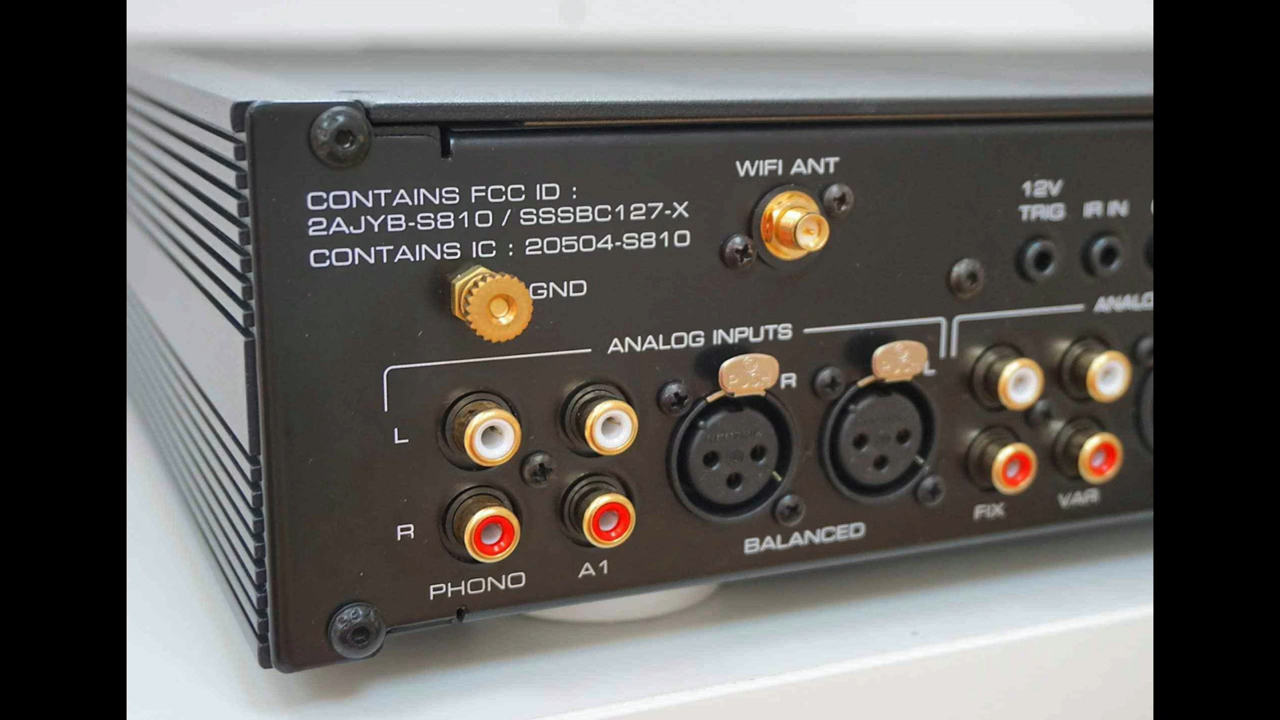 CONTAINS FCC ID :
2AJYB-S810 / SSSBC127-X
CONTAINS IC : 20504-S810
WIFI ANT
12V
TRIG
IR IN
GND
ANALOG INPUTS
PUSH
R
L
L
R
PHONO
A1
BALANCED
FIX
VAR